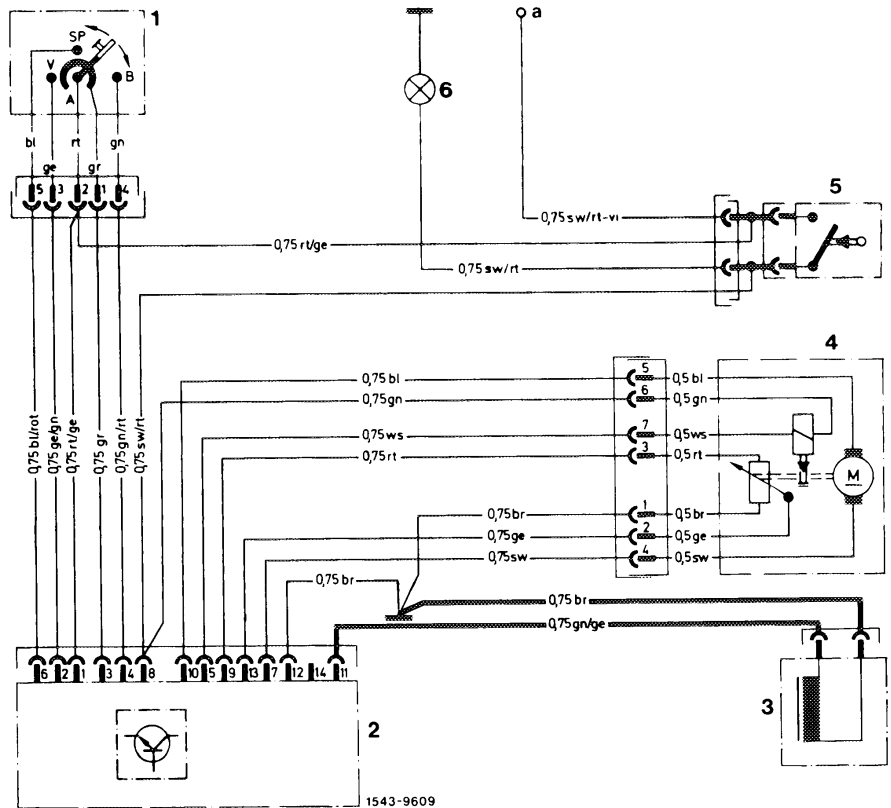 1
SP
V
B
A
bl
rt
gn
ge
gr
5 3 2 1 4
a
6
5
0,75 sw/rt-vi
0,75 rt/ge
0,75 sw/rt
4
0,75 bl/rot
0,75 ge/gn
0,75 rt/ge
0,75 gr
0,75 gn/rt
0,75 sw/rt
0,75 bl 5 0,5 bl
0,75 gn 6 0,5 gn
0,75 ws 7 0,5 ws
0,75 rt 3 0,5 rt
M
0,75 br 1 0,5 br
0,75 ge 2 0,5 ge
0,75 sw 4 0,5 sw
0,75 br
0,75 br
0,75 gn/ge
6 2 1 3 4 8 10 5 9 13 7 12 14 11
2
3
1543-9609